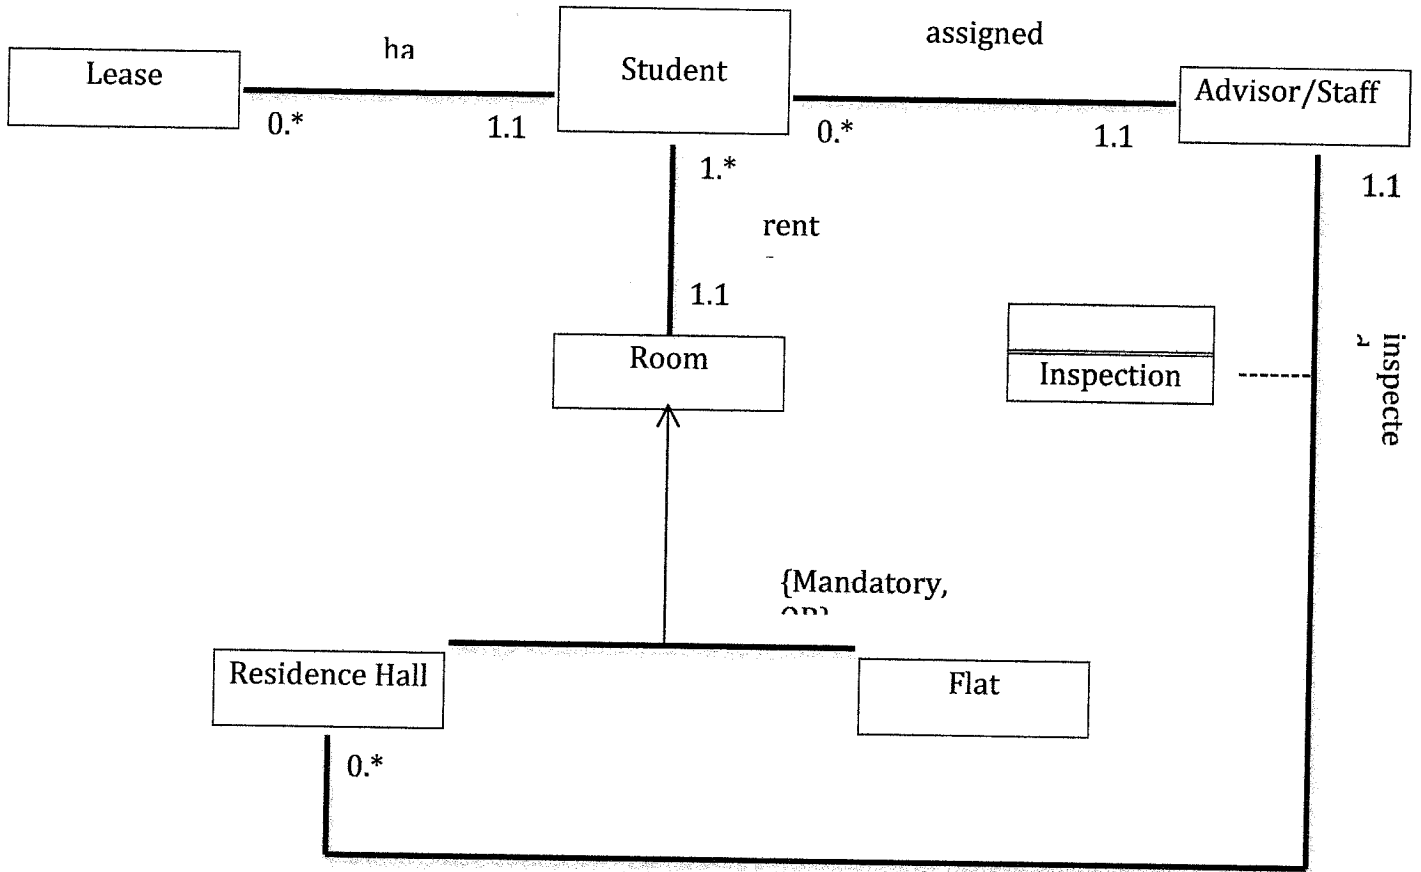 ha
assigned
Lease
Student
Advisor/Staff
0.*
1.1
0.*
1.1
1.*
1.1
rent
1.1
Room
Inspection
inspecte
{Mandatory,
Residence Hall
Flat
0.*